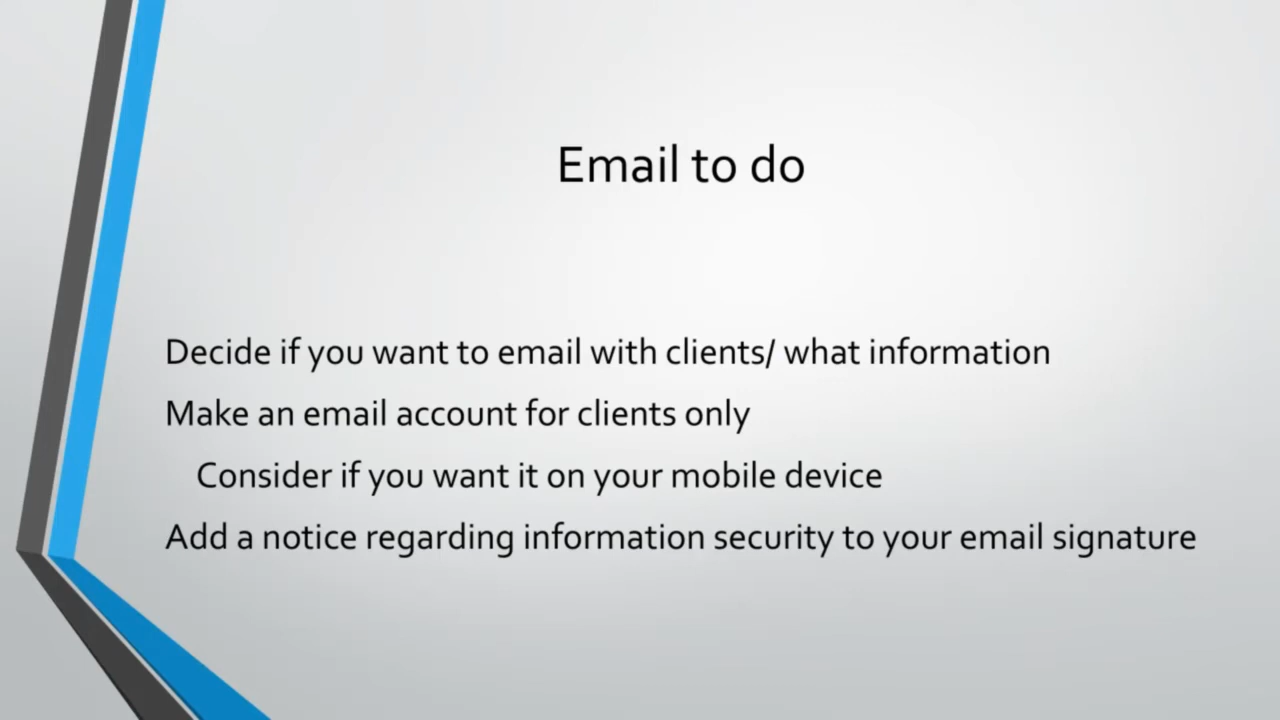 Email to do
Decide if you want to email with clients/ what information
Make an email account for clients only
Consider if you want it on your mobile device
Add a notice regarding information security to your email signature